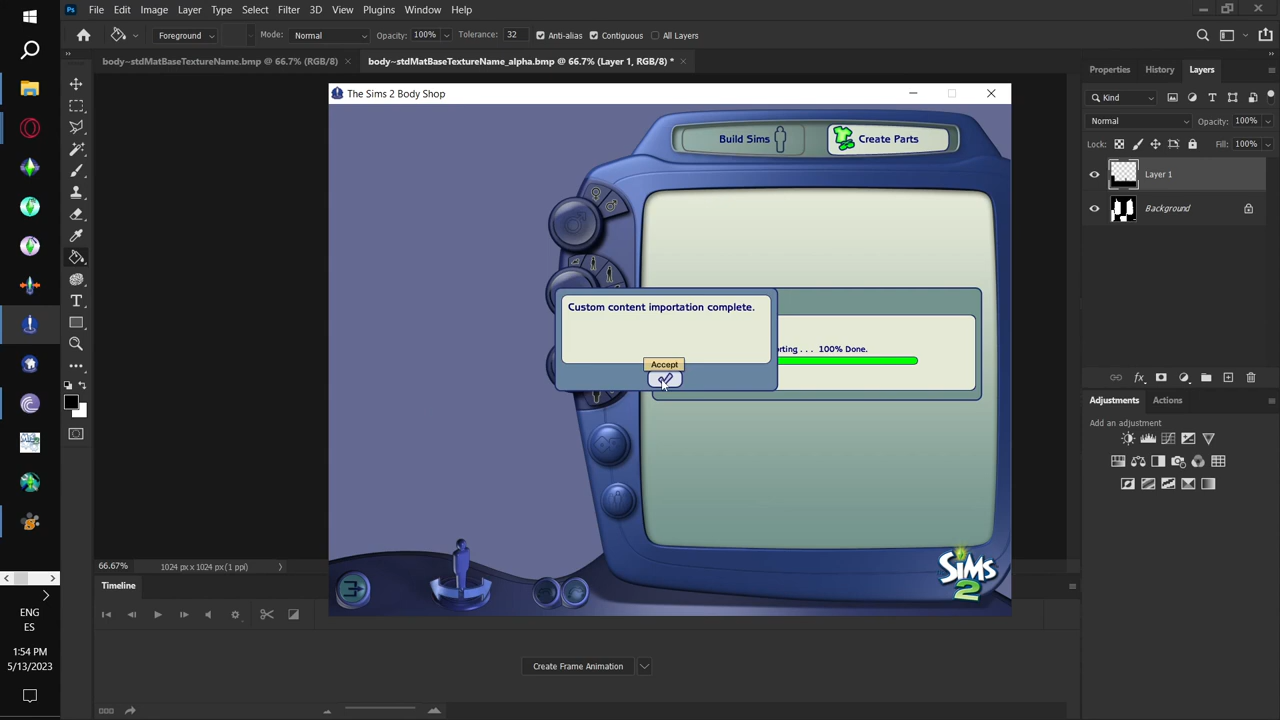 File Edit Image Layer Type Select Filter 3D View Plugins Window Help
Foreground Mode: Normal Opacity: 100% Tolerance: 32 Anti-alias Contiguous All Layers
body~stdMatBaseTextureName.bmp @ 66.7% (RGB/8) body~stdMatBaseTextureName_alpha.bmp @ 66.7% (Layer 1, RGB/8) *
Properties History Layers
The Sims 2 Body Shop
Kind
Normal Opacity: 100%
Build Sims Create Parts
Lock: Fill: 100%
Layer 1
Background
Custom content importation complete.
orting . . . 100% Done.
Accept
Adjustments Actions
Add an adjustment
66.67% 1024 px x 1024 px (1 ppi)
SiMs
2
Timeline
ENG
ES
1:54 PM
5/13/2023
Create Frame Animation